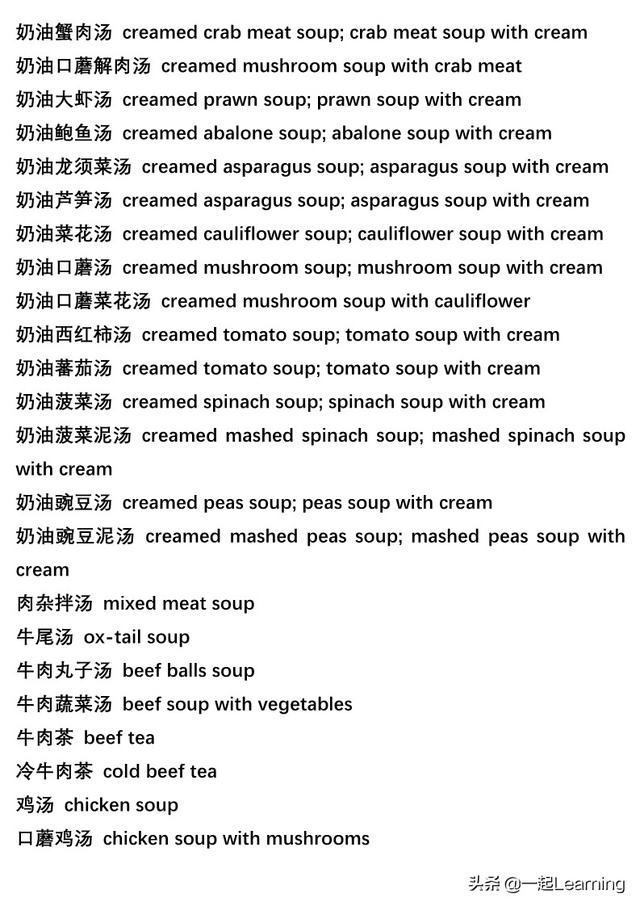 奶油蟹肉汤 creamed crab meat soup; crab meat soup with cream
奶油口蘑解肉汤 creamed mushroom soup with crab meat
奶油大虾汤 creamed prawn soup; prawn soup with cream
奶油鲍鱼汤 creamed abalone soup; abalone soup with cream
奶油龙须菜汤 creamed asparagus soup; asparagus soup with cream
奶油芦笋汤 creamed asparagus soup; asparagus soup with cream
奶油菜花汤 creamed cauliflower soup; cauliflower soup with cream
奶油口蘑汤 creamed mushroom soup; mushroom soup with cream
奶油口蘑菜花汤 creamed mushroom soup with cauliflower
奶油西红柿汤 creamed tomato soup; tomato soup with cream
奶油蕃茄汤 creamed tomato soup; tomato soup with cream
奶油菠菜汤 creamed spinach soup; spinach soup with cream
奶油菠菜泥汤 creamed mashed spinach soup; mashed spinach soup
with cream
奶油豌豆汤 creamed peas soup; peas soup with cream
奶油豌豆泥汤 creamed mashed peas soup; mashed peas soup with
cream
肉杂拌汤 mixed meat soup
牛尾汤 ox-tail soup
牛肉丸子汤 beef balls soup
牛肉蔬菜汤 beef soup with vegetables
牛肉茶 beef tea
冷牛肉茶 cold beef tea
鸡汤 chicken soup
口蘑鸡汤 chicken soup with mushrooms
头条 @一起Learning